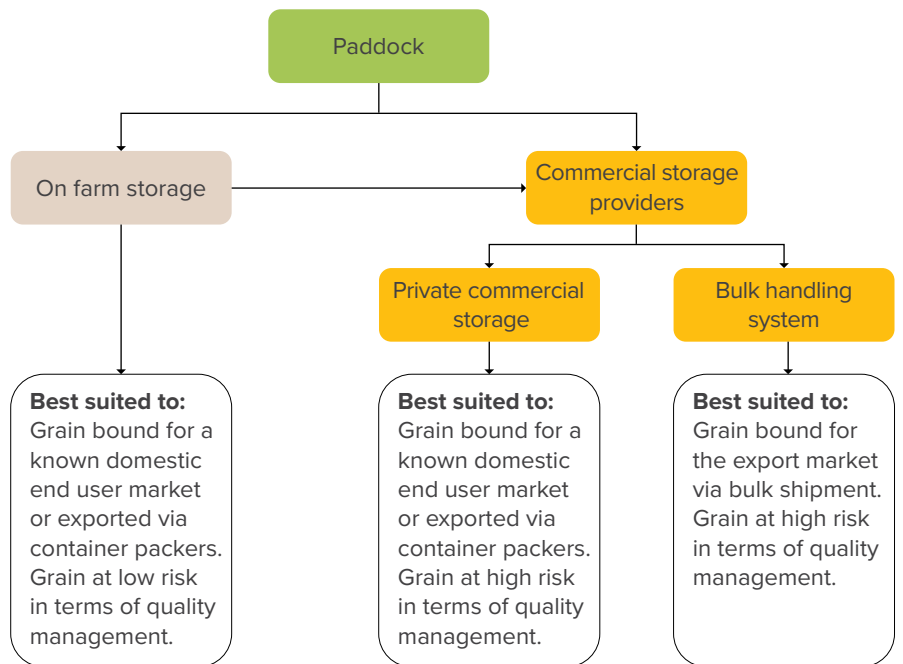 Paddock
On farm storage
Commercial storage
providers
Private commercial
storage
Bulk handling
system
Best suited to:
Grain bound for a
known domestic
end user market
or exported via
container packers.
Grain at low risk
in terms of quality
management.
Best suited to:
Grain bound for a
known domestic
end user market
or exported via
container packers.
Grain at high risk
in terms of quality
management.
Best suited to:
Grain bound for
the export market
via bulk shipment.
Grain at high risk
in terms of quality
management.